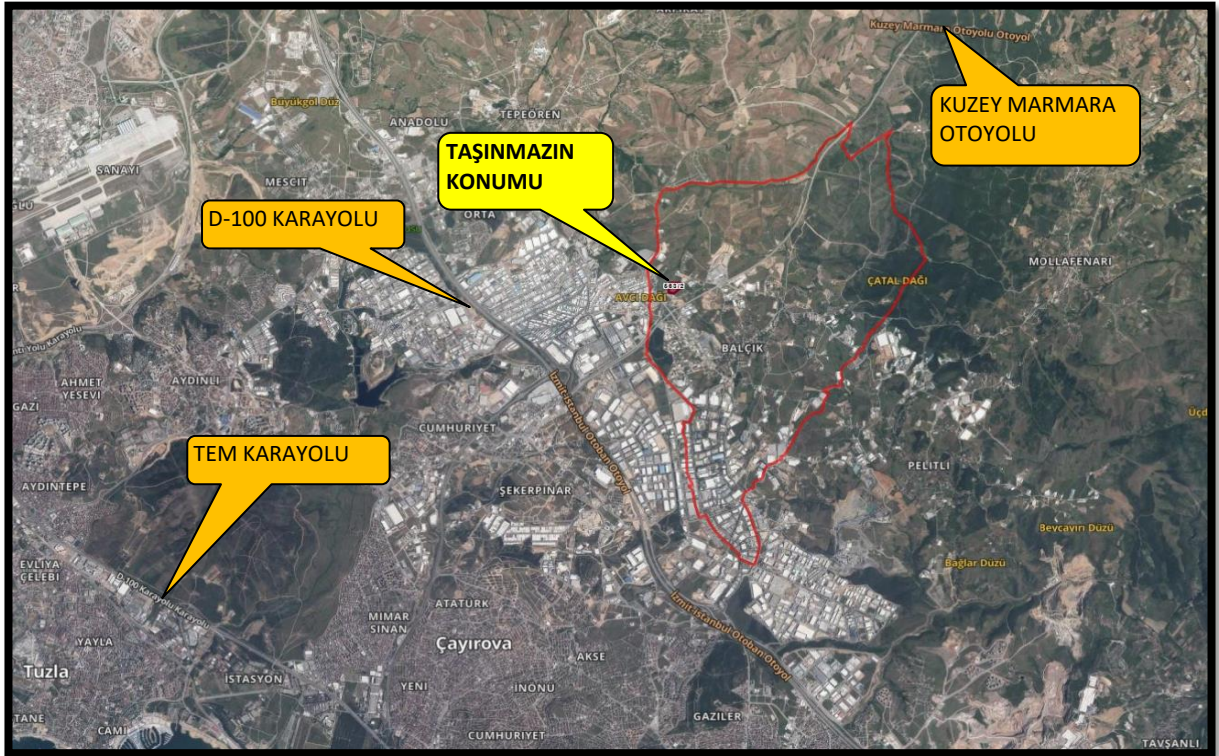 Kuzey Marmara Otoyolu Otoyol
KUZEY MARMARA
OTOYOLU
Büyükgöl Düz
TEPEÖREN
ANADOLU
TAŞINMAZIN
KONUMU
SANAYİ
MESCİT
ORTA
D-100 KARAYOLU
MOLLAFENARI
ÇATAL DAĞI
AVCI DAĞI
BALÇIK
AHMET
YESEVİ
AYDINLI
GAZİ
CUMHURİYET
İzmit-İstanbul Otoban Otoyol
TEM KARAYOLU
PELİTLİ
AYDINTEPE
ŞEKERPINAR
Beyçayırı Düzü
Bağlar Düzü
EVLİYA
ÇELEBİ
D-100 Karayolu Karayolu
ATATÜRK
MİMAR
SİNAN
İzmit-İstanbul Otoban Otoyol
YAYLA
Çayırova
AKSE
Tuzla
İSTASYON
YENİ
İNÖNÜ
TANE
CAMİ
GAZİLER
CUMHURİYET
TAVŞANLI